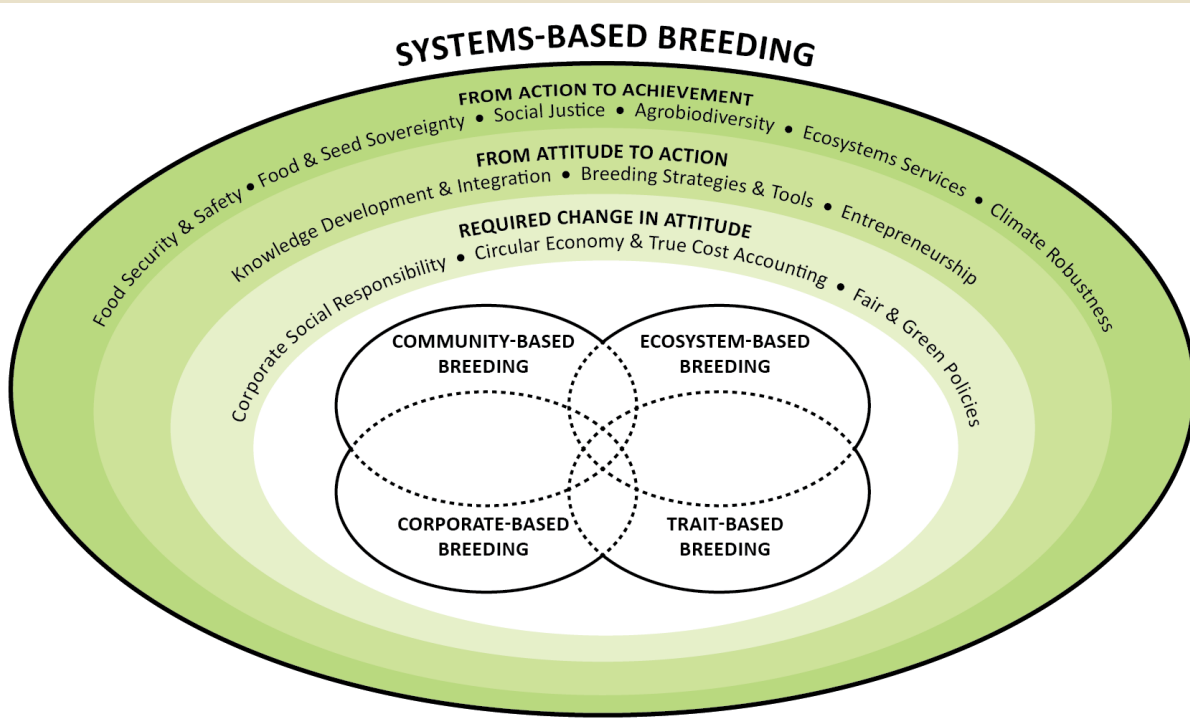 SYSTEMS-BASED BREEDING
FROM ACTION TO ACHIEVEMENT
Food Security & Safety • Food & Seed Sovereignty • Social Justice • Agrobiodiversity • Ecosystems Services • Climate Robustness
FROM ATTITUDE TO ACTION
Knowledge Development & Integration • Breeding Strategies & Tools • Entrepreneurship
REQUIRED CHANGE IN ATTITUDE
Corporate Social Responsibility • Circular Economy & True Cost Accounting • Fair & Green Policies
COMMUNITY-BASED
BREEDING
ECOSYSTEM-BASED
BREEDING
CORPORATE-BASED
BREEDING
TRAIT-BASED
BREEDING